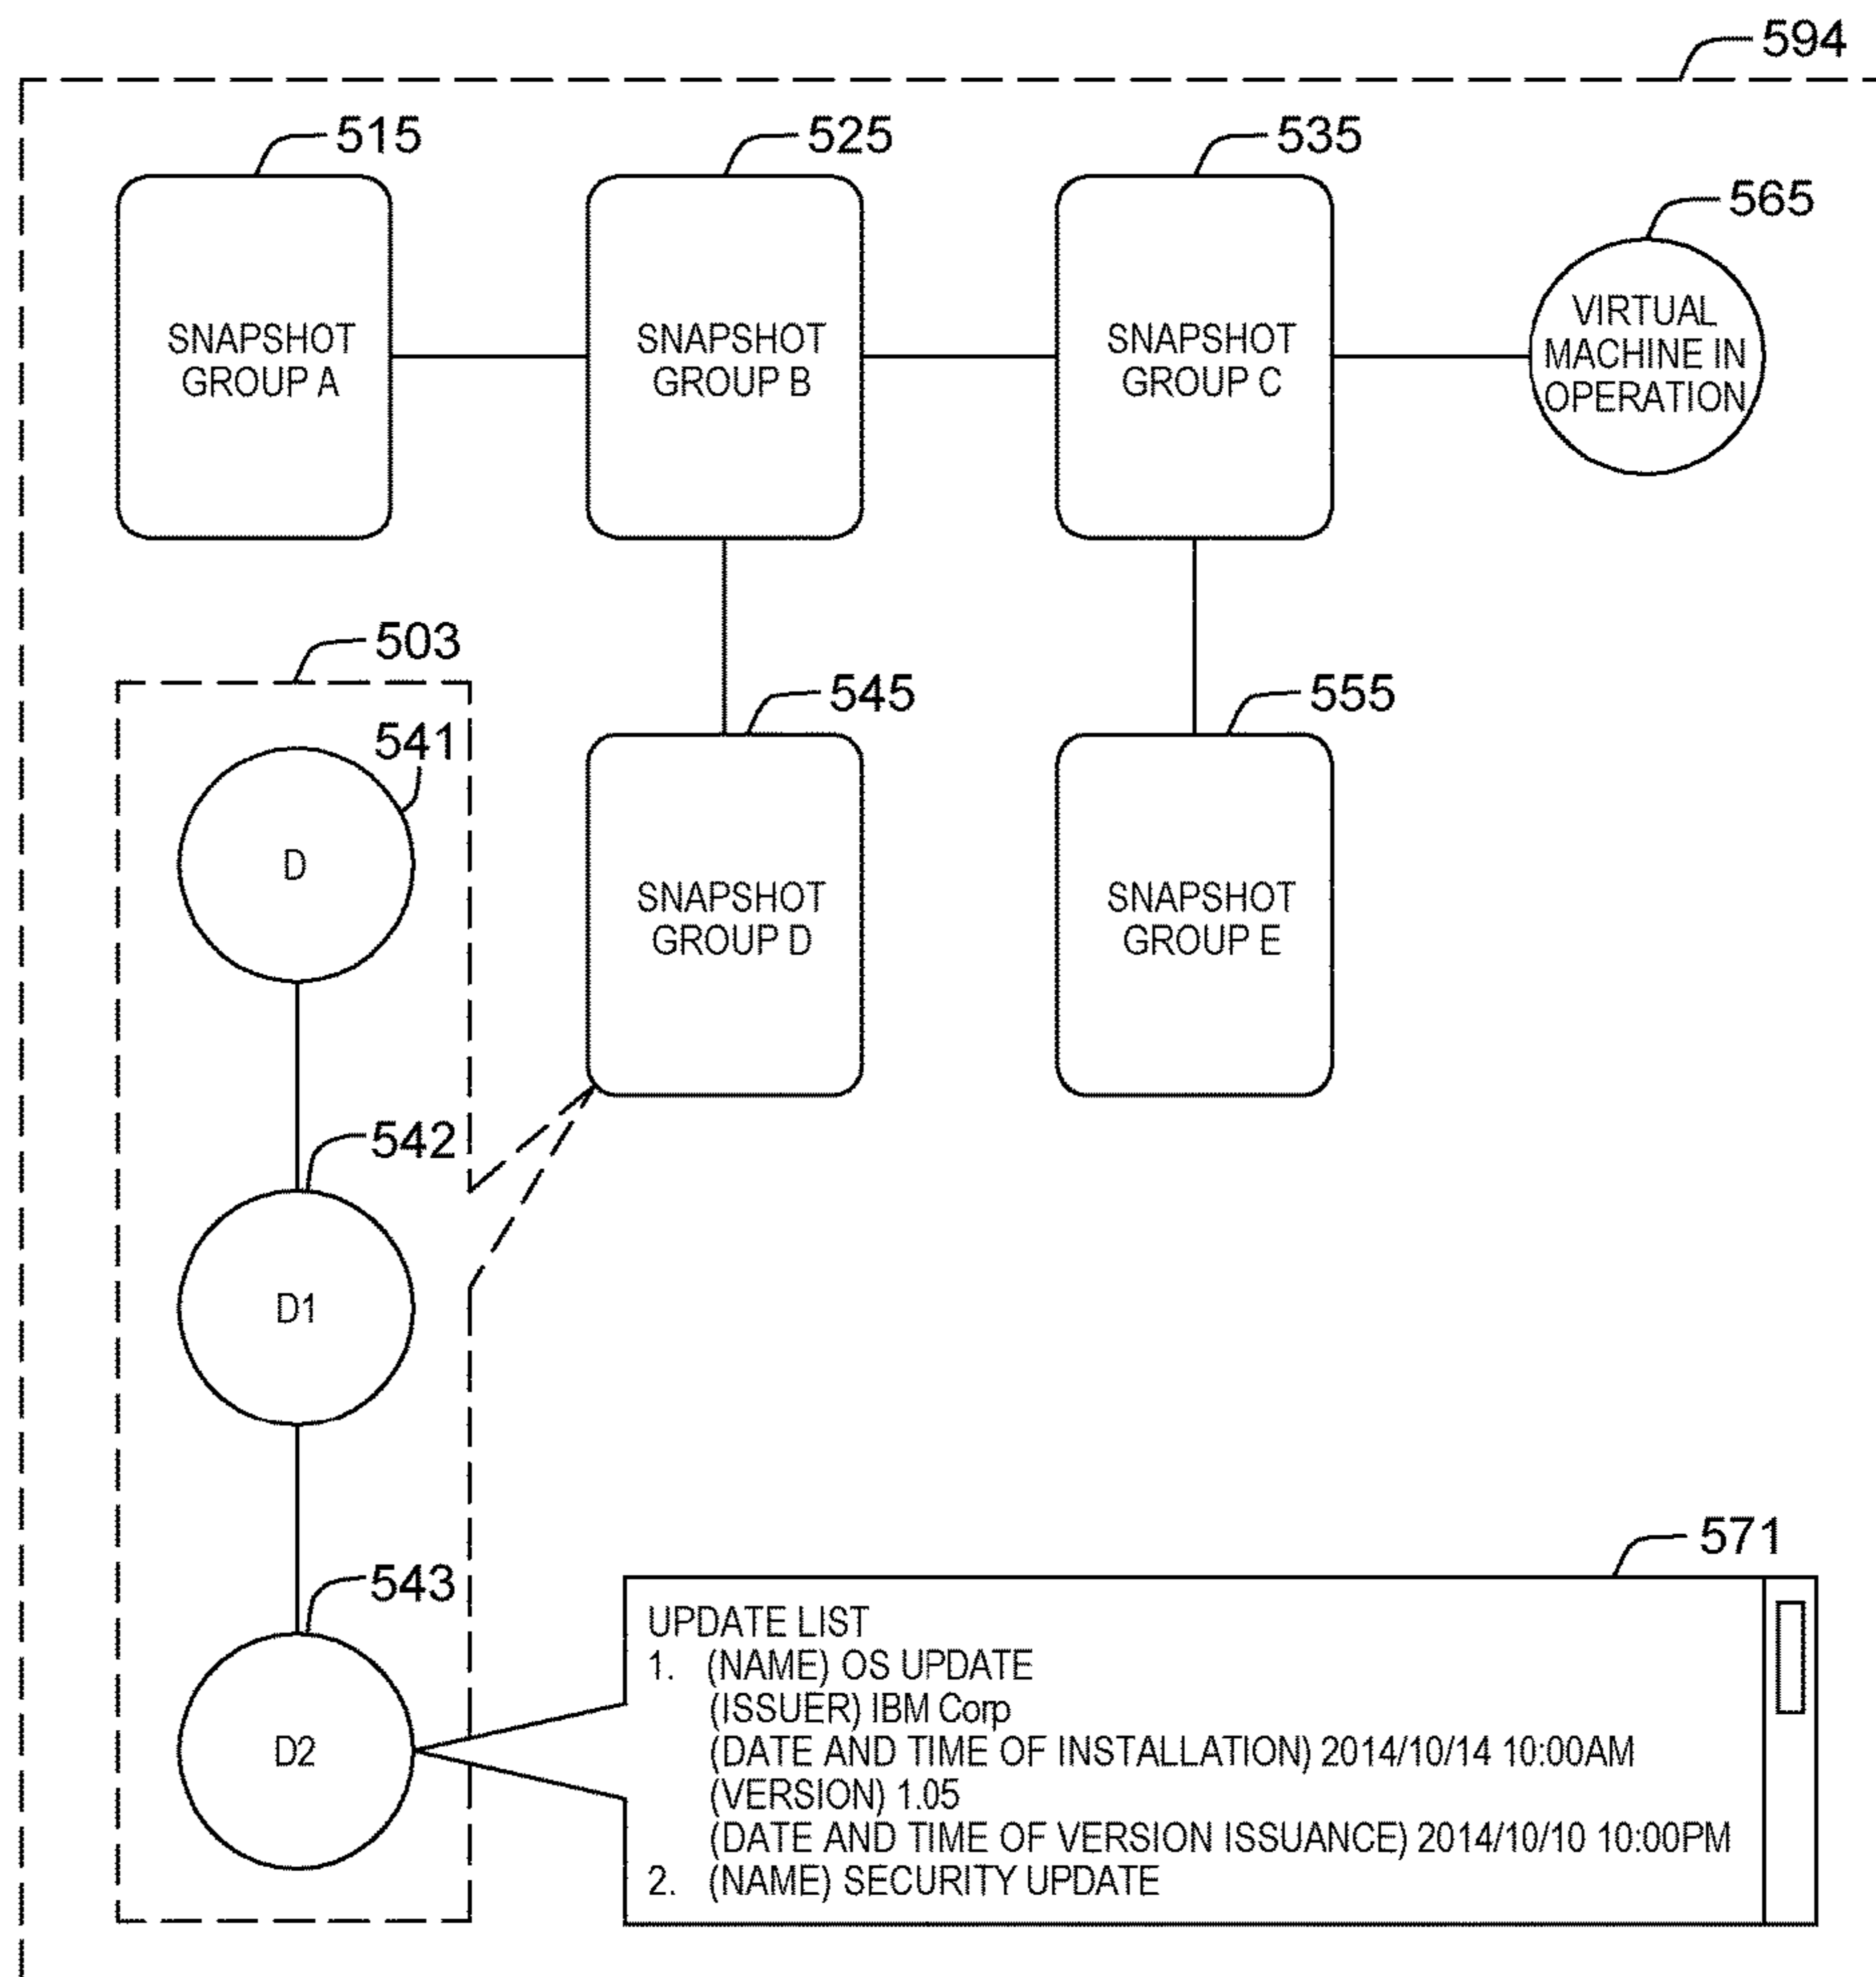 594
515
525
535
565
SNAPSHOT
GROUP A
SNAPSHOT
GROUP B
SNAPSHOT
GROUP C
VIRTUAL
MACHINE IN
OPERATION
503
541
545
555
D
SNAPSHOT
GROUP D
SNAPSHOT
GROUP E
542
D1
543
571
D2
UPDATE LIST
1. (NAME) OS UPDATE
(ISSUER) IBM Corp
(DATE AND TIME OF INSTALLATION) 2014/10/14 10:00AM
(VERSION) 1.05
(DATE AND TIME OF VERSION ISSUANCE) 2014/10/10 10:00PM
2. (NAME) SECURITY UPDATE